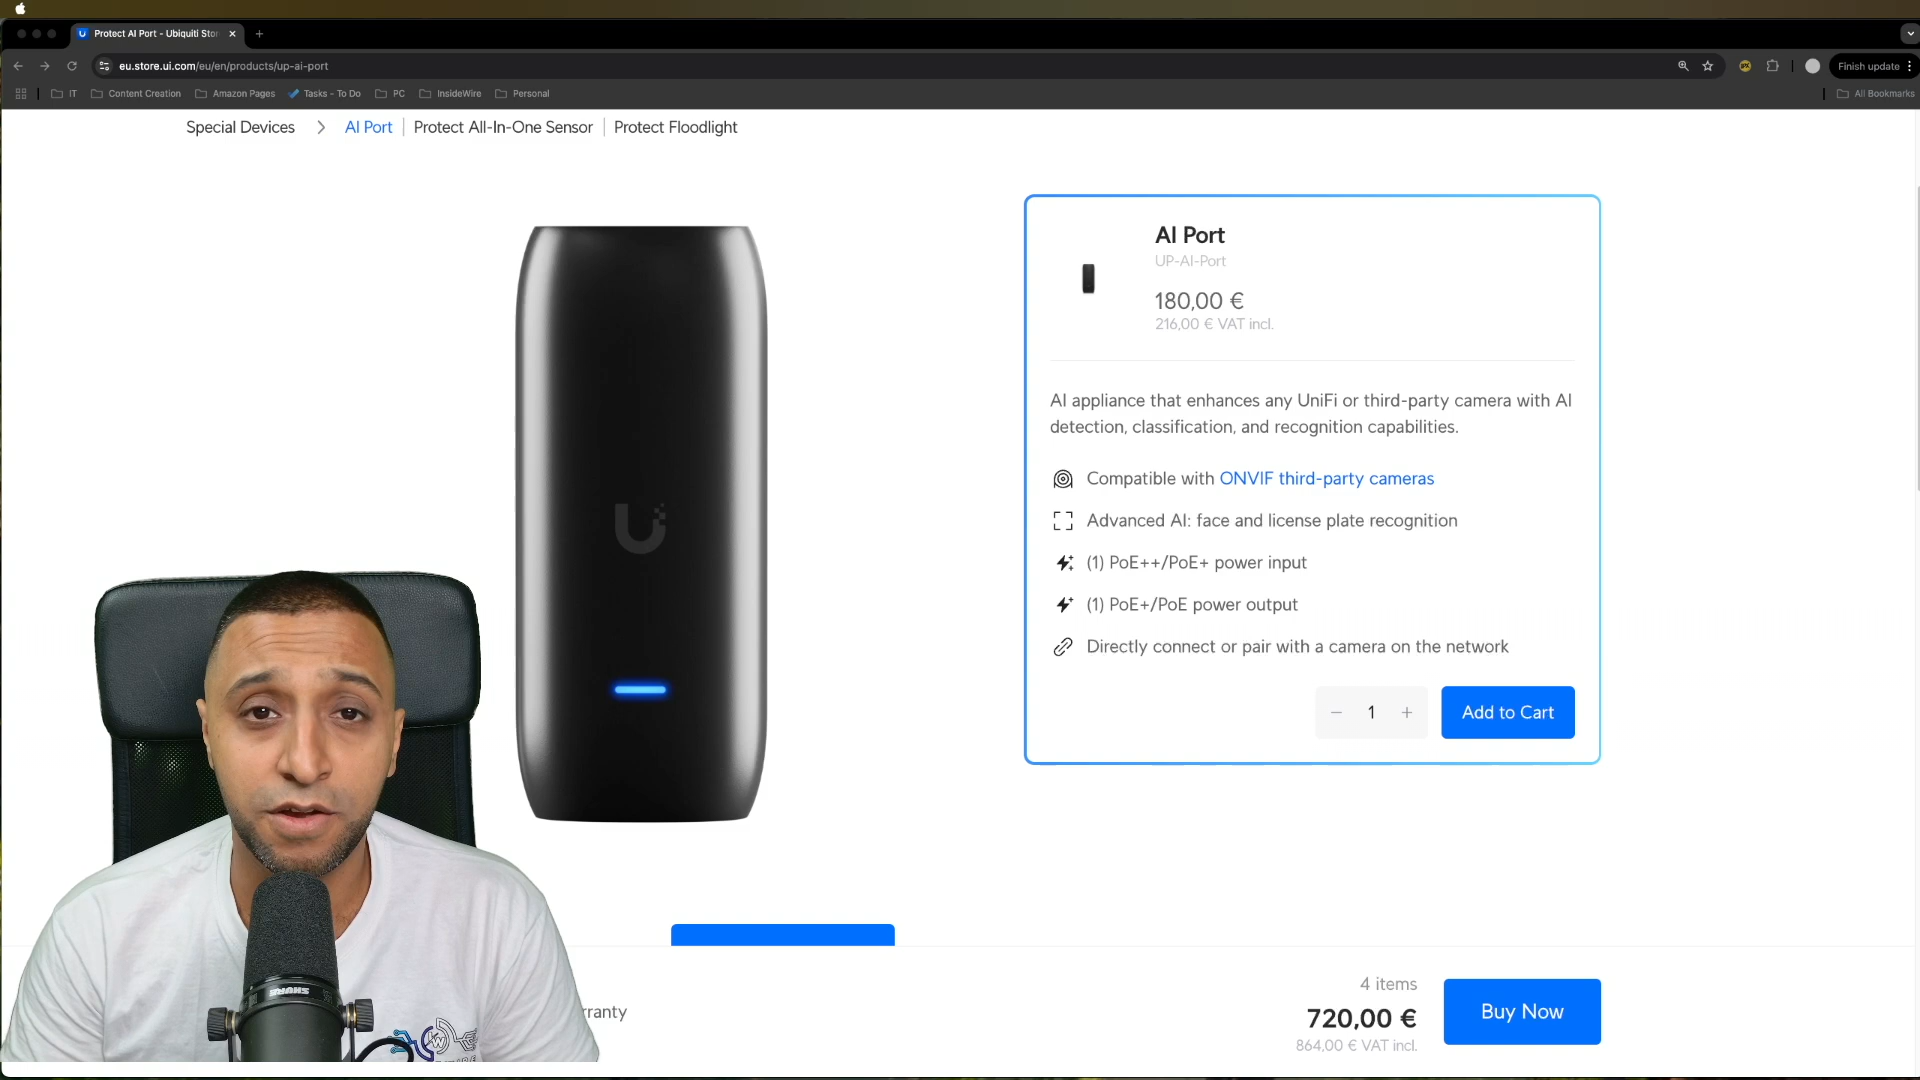 Protect AI Port - Ubiquiti Stor
eu.store.ui.com/eu/en/products/up-ai-port
Finish update
IT
Content Creation
Amazon Pages
Tasks - To Do
PC
InsideWire
Personal
All Bookmarks
Special Devices
AI Port
Protect All-In-One Sensor
Protect Floodlight
AI Port
UP-AI-Port
180,00 €
216,00 € VAT incl.
AI appliance that enhances any UniFi or third-party camera with AI
detection, classification, and recognition capabilities.
Compatible with ONVIF third-party cameras
Advanced AI: face and license plate recognition
(1) PoE++/PoE+ power input
(1) PoE+/PoE power output
Directly connect or pair with a camera on the network
1
Add to Cart
SHURE
rranty
4 items
720,00 €
864,00 € VAT incl.
Buy Now